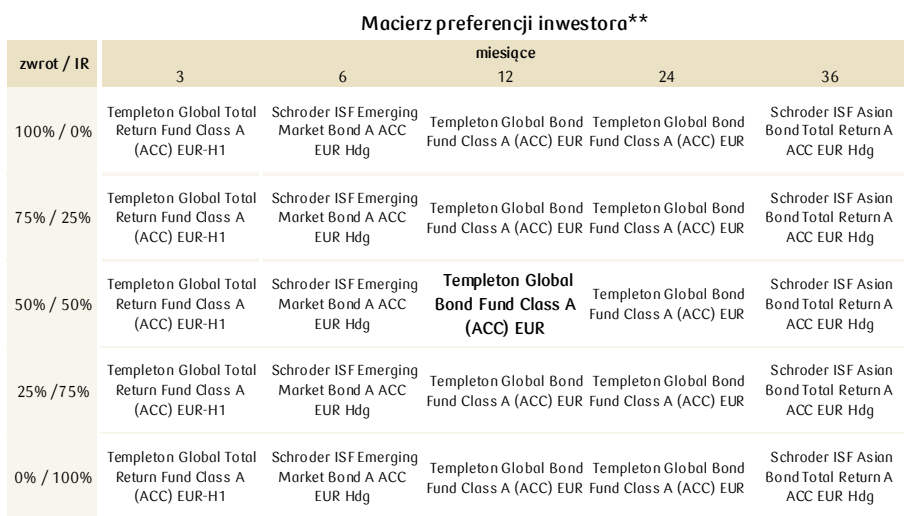 Macierz preferencji inwestora**
zwrot / IR
miesiące
3 6 12 24 36
100% / 0%
Templeton Global Total
Return Fund Class A
(ACC) EUR-H1
Schroder ISF Emerging
Market Bond A ACC
EUR Hdg
Templeton Global Bond
Fund Class A (ACC) EUR
Templeton Global Bond
Fund Class A (ACC) EUR
Schroder ISF Asian
Bond Total Return A
ACC EUR Hdg
75% / 25%
Templeton Global Total
Return Fund Class A
(ACC) EUR-H1
Schroder ISF Emerging
Market Bond A ACC
EUR Hdg
Templeton Global Bond
Fund Class A (ACC) EUR
Templeton Global Bond
Fund Class A (ACC) EUR
Schroder ISF Asian
Bond Total Return A
ACC EUR Hdg
50% / 50%
Templeton Global Total
Return Fund Class A
(ACC) EUR-H1
Schroder ISF Emerging
Market Bond A ACC
EUR Hdg
Templeton Global
Bond Fund Class A
(ACC) EUR
Templeton Global Bond
Fund Class A (ACC) EUR
Schroder ISF Asian
Bond Total Return A
ACC EUR Hdg
25% /75%
Templeton Global Total
Return Fund Class A
(ACC) EUR-H1
Schroder ISF Emerging
Market Bond A ACC
EUR Hdg
Templeton Global Bond
Fund Class A (ACC) EUR
Templeton Global Bond
Fund Class A (ACC) EUR
Schroder ISF Asian
Bond Total Return A
ACC EUR Hdg
0% / 100%
Templeton Global Total
Return Fund Class A
(ACC) EUR-H1
Schroder ISF Emerging
Market Bond A ACC
EUR Hdg
Templeton Global Bond
Fund Class A (ACC) EUR
Templeton Global Bond
Fund Class A (ACC) EUR
Schroder ISF Asian
Bond Total Return A
ACC EUR Hdg